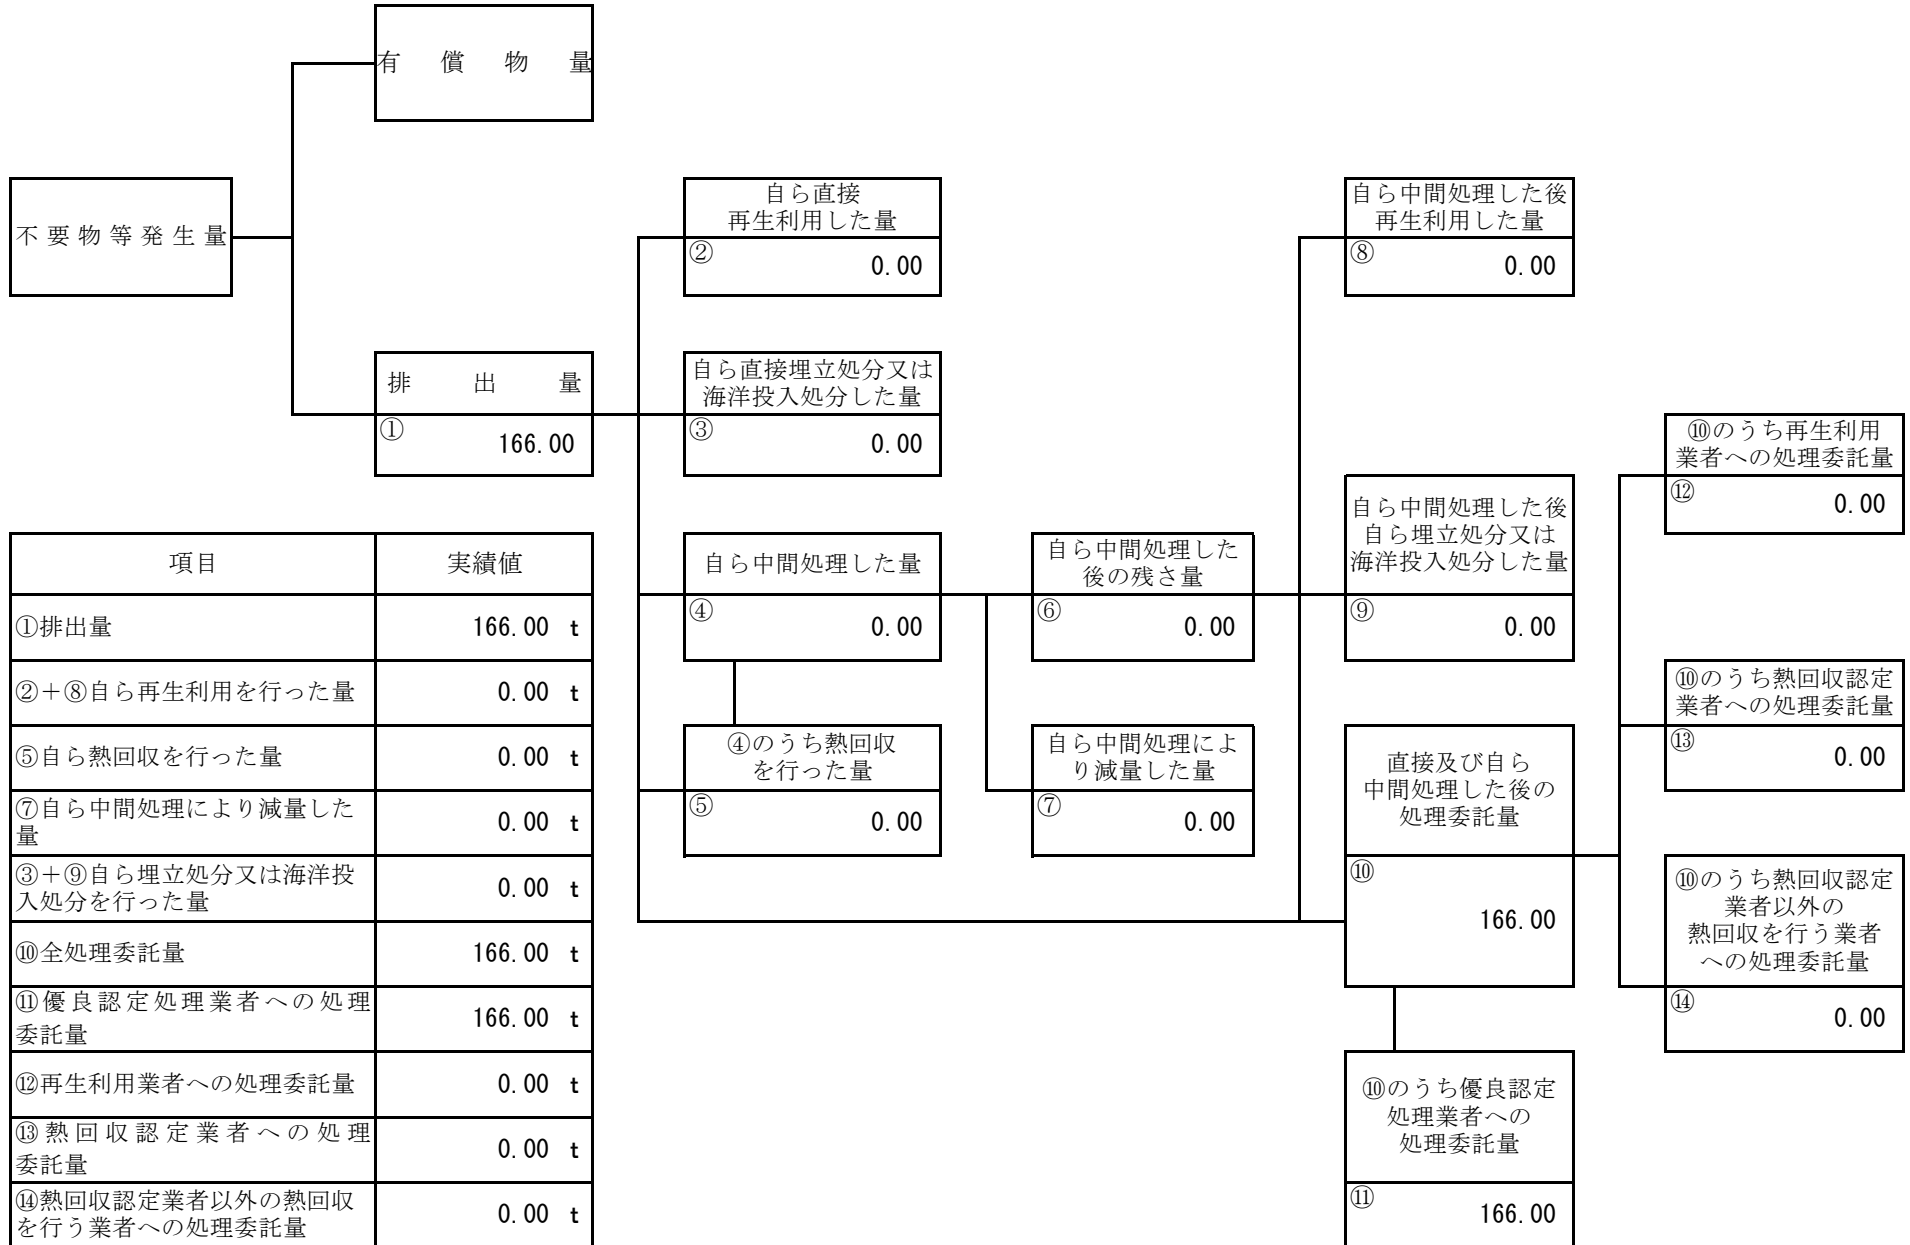 有償物量
不要物等発生量
自ら直接
再生利用した量
②
0.00
自ら中間処理した後
再生利用した量
⑧
0.00
排出量
①
166.00
自ら直接埋立処分又は
海洋投入処分した量
③
0.00
⑩のうち再生利用
業者への処理委託量
⑫
0.00
自ら中間処理した量
④
0.00
自ら中間処理した
後の残さ量
⑥
0.00
自ら中間処理した後
自ら埋立処分又は
海洋投入処分した量
⑨
0.00
⑩のうち熱回収認定
業者への処理委託量
⑬
0.00
④のうち熱回収
を行った量
⑤
0.00
自ら中間処理によ
り減量した量
⑦
0.00
直接及び自ら
中間処理した後の
処理委託量
⑩
166.00
⑩のうち熱回収認定
業者以外の
熱回収を行う業者
への処理委託量
⑭
0.00
⑩のうち優良認定
処理業者への
処理委託量
⑪
166.00
項目 実績値
①排出量 166.00 t
②＋⑧自ら再生利用を行った量 0.00 t
⑤自ら熱回収を行った量 0.00 t
⑦自ら中間処理により減量した
量 0.00 t
③＋⑨自ら埋立処分又は海洋投
入処分を行った量 0.00 t
⑩全処理委託量 166.00 t
⑪優良認定処理業者への処理
委託量 166.00 t
⑫再生利用業者への処理委託量 0.00 t
⑬熱回収認定業者への処理
委託量 0.00 t
⑭熱回収認定業者以外の熱回収
を行う業者への処理委託量 0.00 t